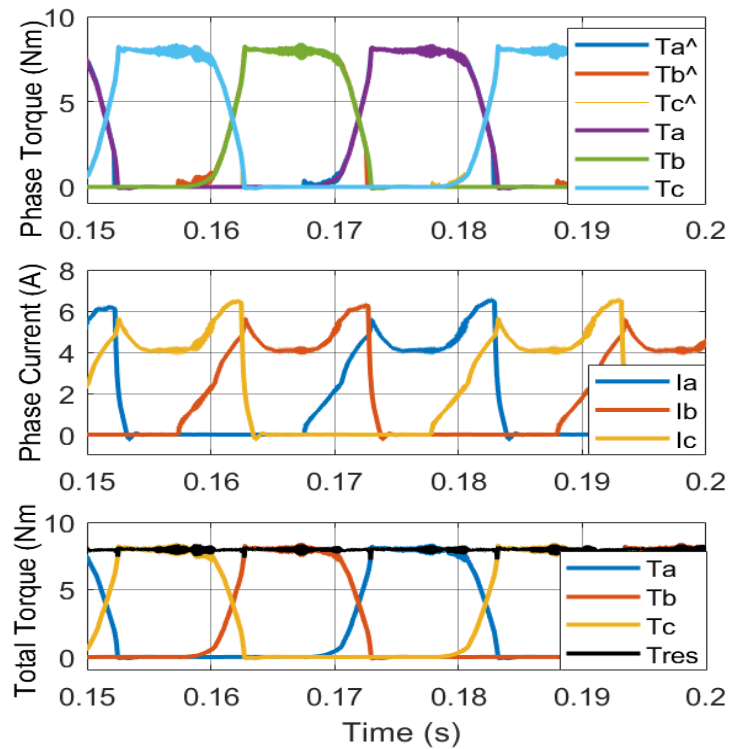 Phase Torque (Nm)
10
5
0
Ta^
Tb^
Tc^
Ta
Tb
Tc
0.15 0.16 0.17 0.18 0.19 0.2
Phase Current (A)
8
6
4
2
0
Ia
Ib
Ic
0.15 0.16 0.17 0.18 0.19 0.2
Total Torque (Nm
10
5
0
Ta
Tb
Tc
Tres
0.15 0.16 0.17 0.18 0.19 0.2
Time (s)